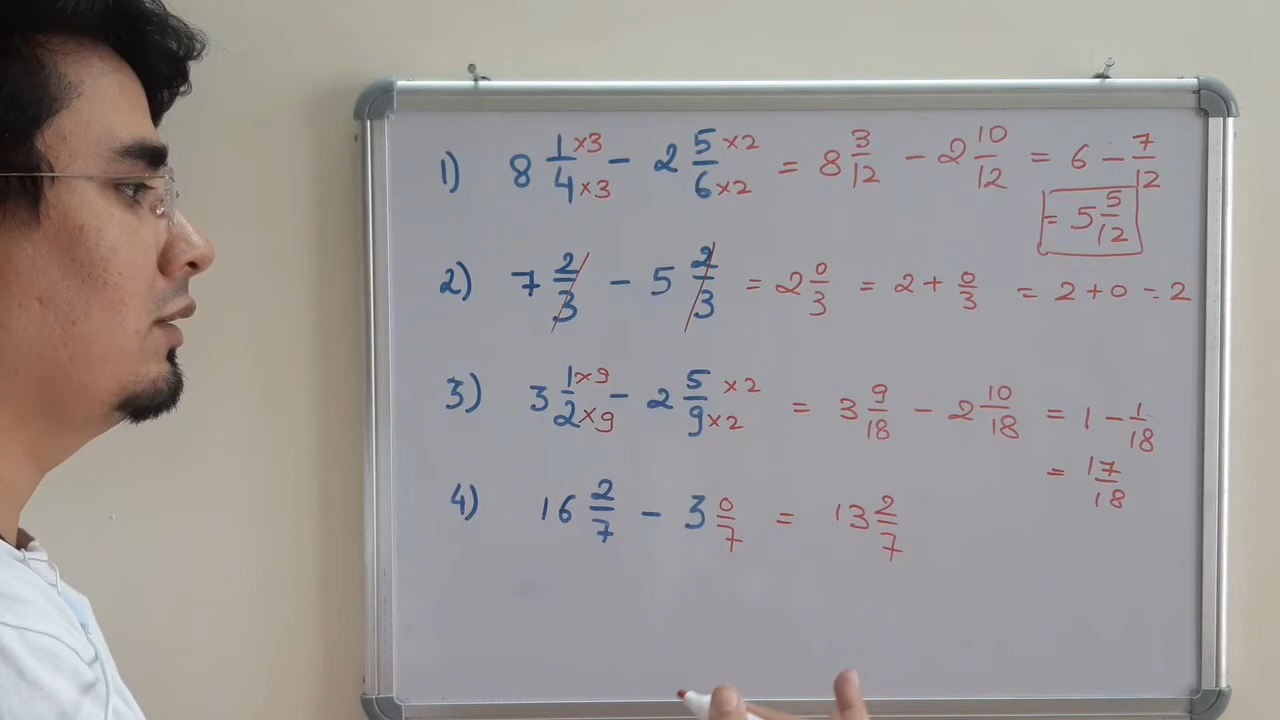 1) 8 1/4 ×3 ×3 − 2 5/6 ×2 ×2 = 8 3/12 − 2 10/12 = 6 − 7/12
= 5 5/12
2) 7 2/3 − 5 2/3 = 2 0/3 = 2 + 0/3 = 2 + 0 = 2
3) 3 1/2 ×9 ×9 − 2 5/9 ×2 ×2 = 3 9/18 − 2 10/18 = 1 − 1/18
= 17/18
4) 16 2/7 − 3 0/7 = 13 2/7